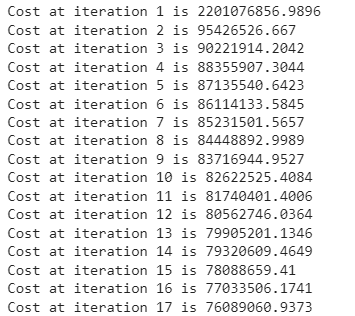 Cost at iteration 1 is 2201076856.9896
Cost at iteration 2 is 95426526.667
Cost at iteration 3 is 90221914.2042
Cost at iteration 4 is 88355907.3044
Cost at iteration 5 is 87135540.6423
Cost at iteration 6 is 86114133.5845
Cost at iteration 7 is 85231501.5657
Cost at iteration 8 is 84448892.9989
Cost at iteration 9 is 83716944.9527
Cost at iteration 10 is 82622525.4084
Cost at iteration 11 is 81740401.4006
Cost at iteration 12 is 80562746.0364
Cost at iteration 13 is 79905201.1346
Cost at iteration 14 is 79320609.4649
Cost at iteration 15 is 78088659.41
Cost at iteration 16 is 77033506.1741
Cost at iteration 17 is 76089060.9373